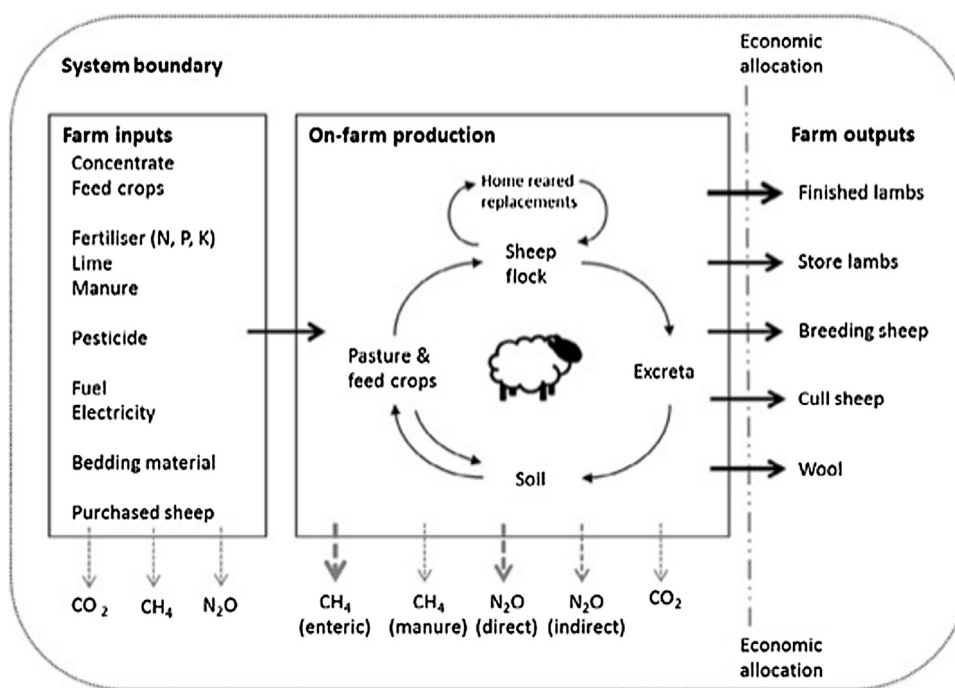 System boundary
Economic
allocation
Farm inputs
Concentrate
Feed crops
Fertiliser (N, P, K)
Lime
Manure
Pesticide
Fuel
Electricity
Bedding material
Purchased sheep
CO₂
CH₄
N₂O
On-farm production
Home reared
replacements
Sheep
flock
Pasture &
feed crops
Excreta
Soil
CH₄
(enteric)
CH₄
(manure)
N₂O
(direct)
N₂O
(indirect)
CO₂
Farm outputs
Finished lambs
Store lambs
Breeding sheep
Cull sheep
Wool
Economic
allocation